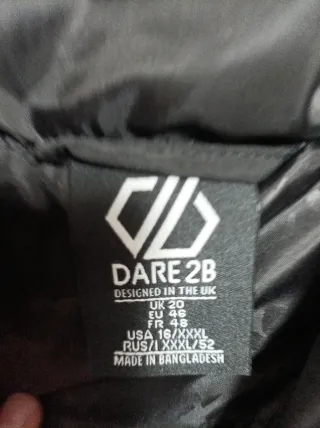 DARE 2B
DESIGNED IN THE UK
UK 20
EU 46
FR 48
USA 16/XXXL
RUS/I XXXL/52
MADE IN BANGLADESH